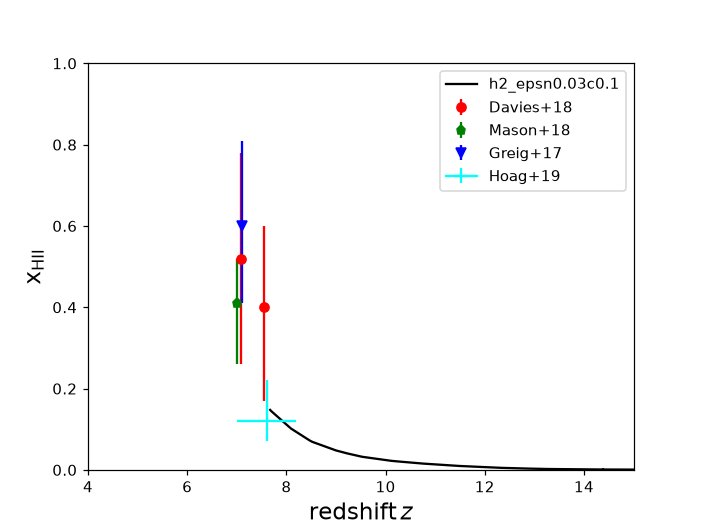 1.0
0.8
0.6
0.4
0.2
0.0
xHII
h2_epsn0.03c0.1
Davies+18
Mason+18
Greig+17
Hoag+19
4 6 8 10 12 14
redshift z